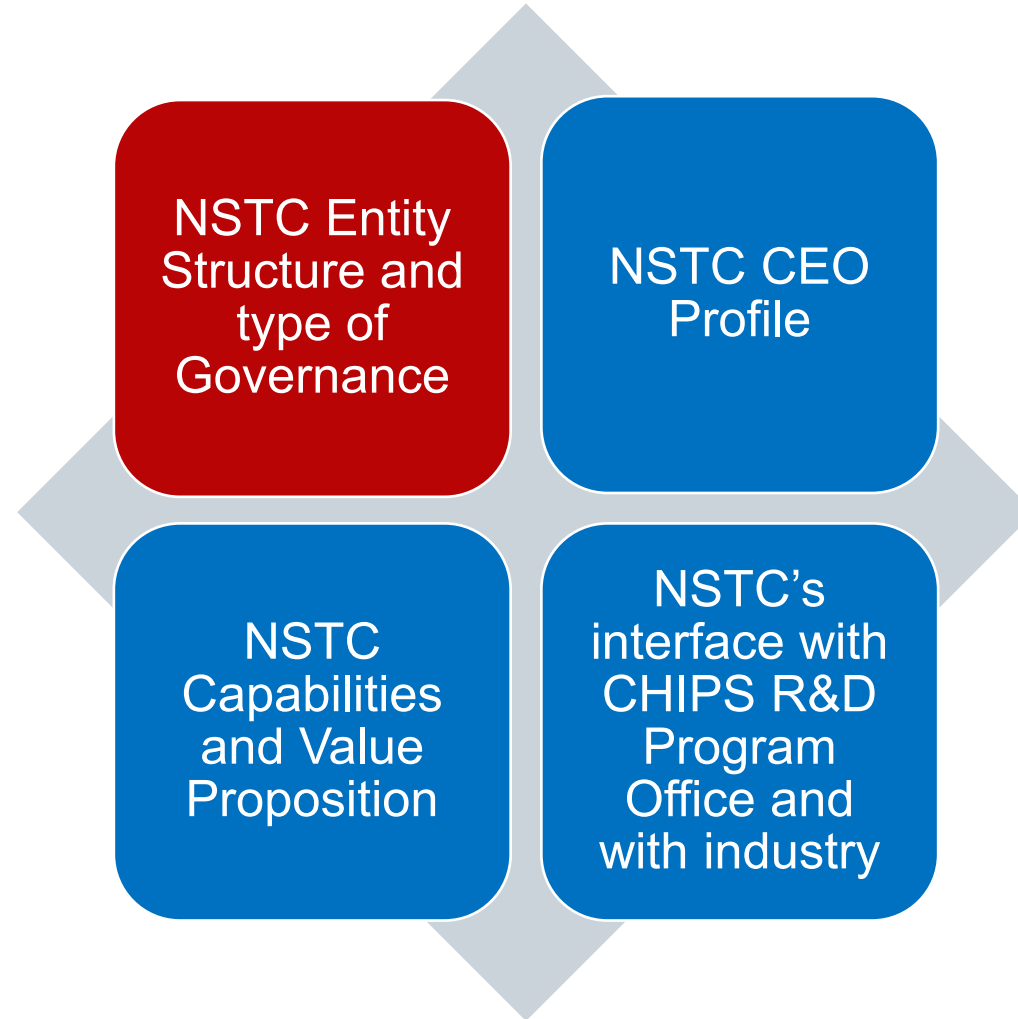 NSTC Entity
Structure and
type of
Governance
NSTC CEO
Profile
NSTC
Capabilities
and Value
Proposition
NSTC’s
interface with
CHIPS R&D
Program
Office and
with industry